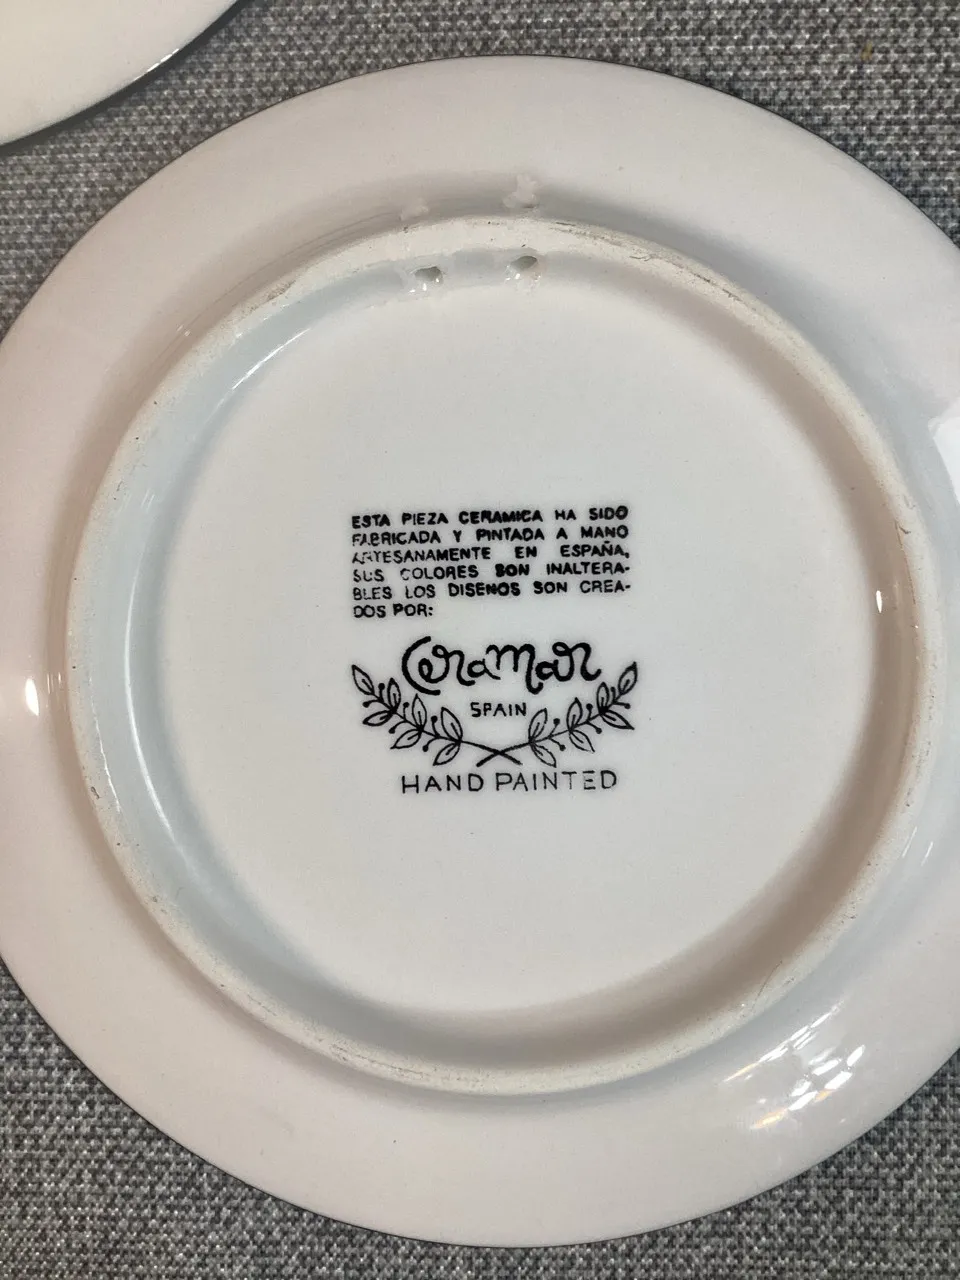 ESTA PIEZA CERAMICA HA SIDO
FABRICADA Y PINTADA A MANO
ARTESANAMENTE EN ESPAÑA,
SUS COLORES SON INALTERA-
BLES LOS DISENOS SON CREA-
DOS POR:
Ceramar
SPAIN
HAND PAINTED